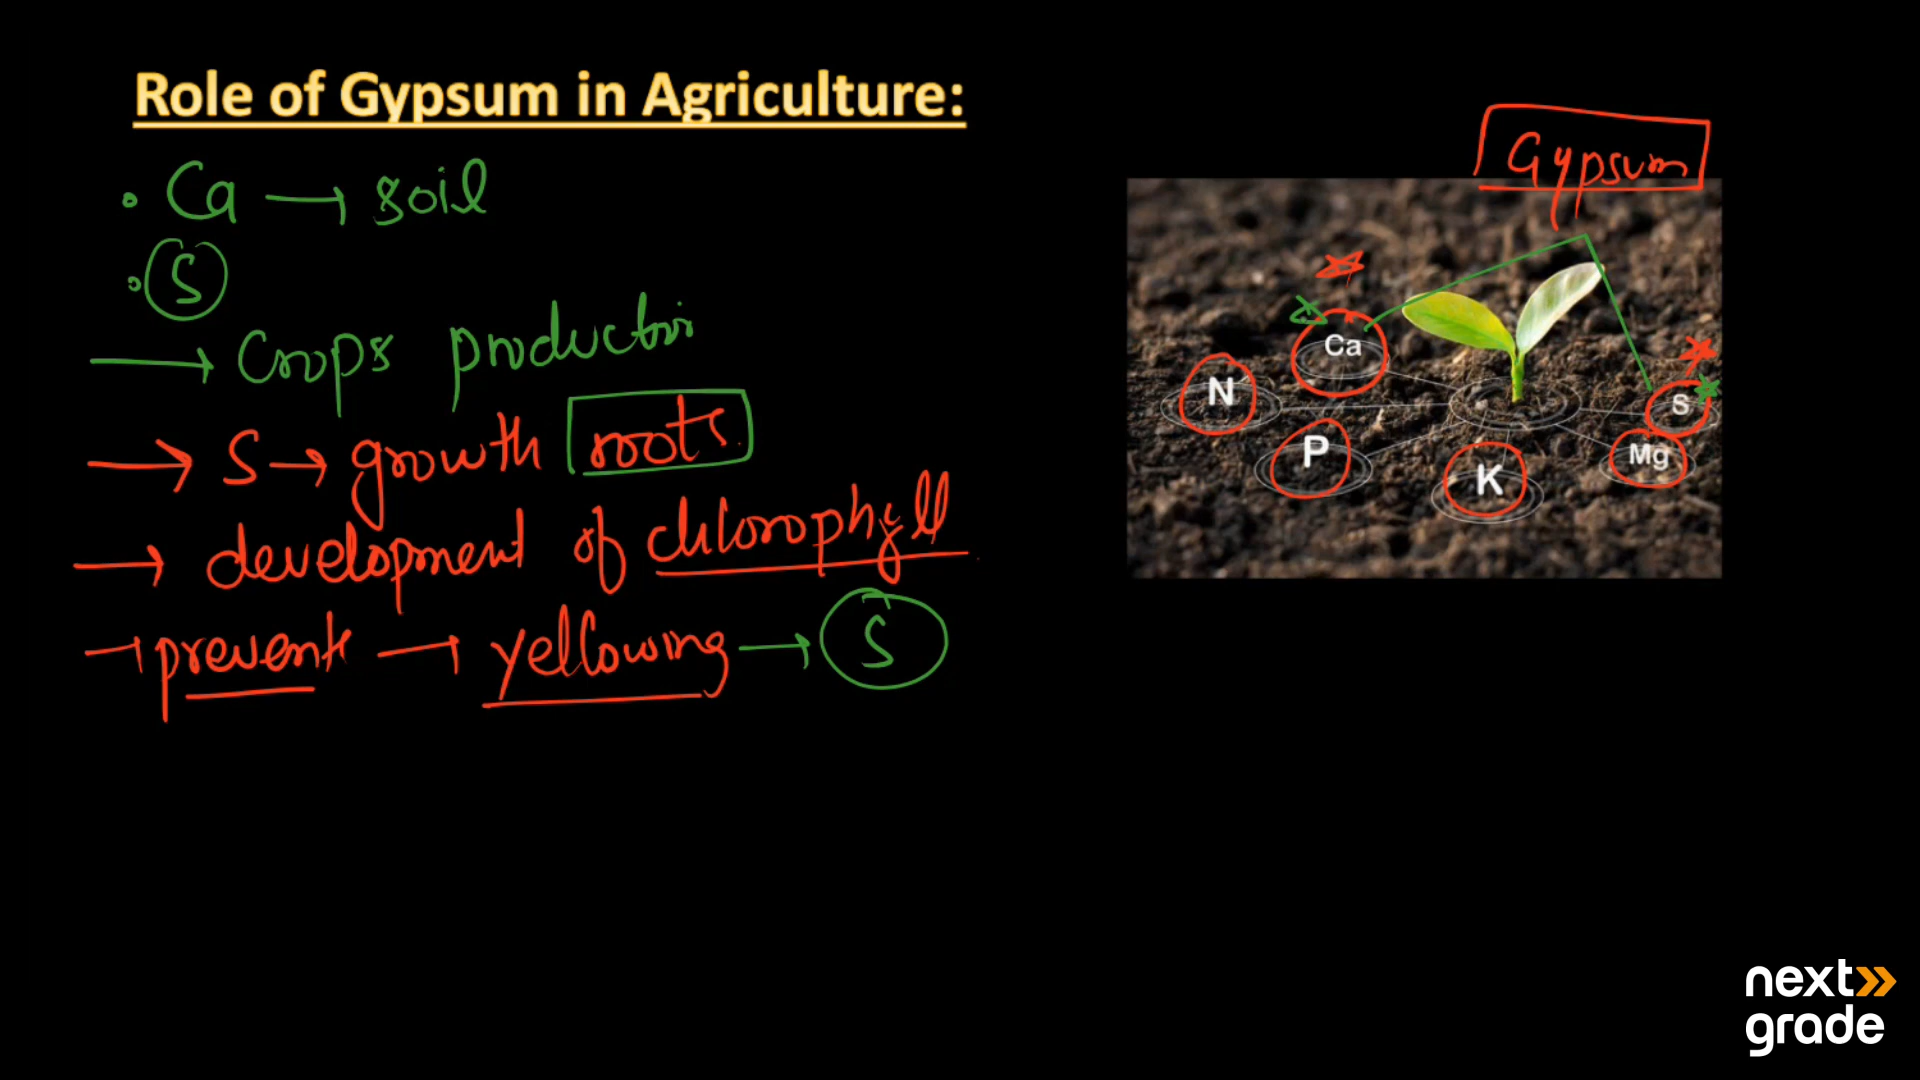 Role of Gypsum in Agriculture:
• Ca → soil
• S
→ Crops production
→ S → growth roots
→ development of chlorophyll
→ prevents → yellowing → S
Gypsum
Ca
N
S
P
Mg
K
next
grade